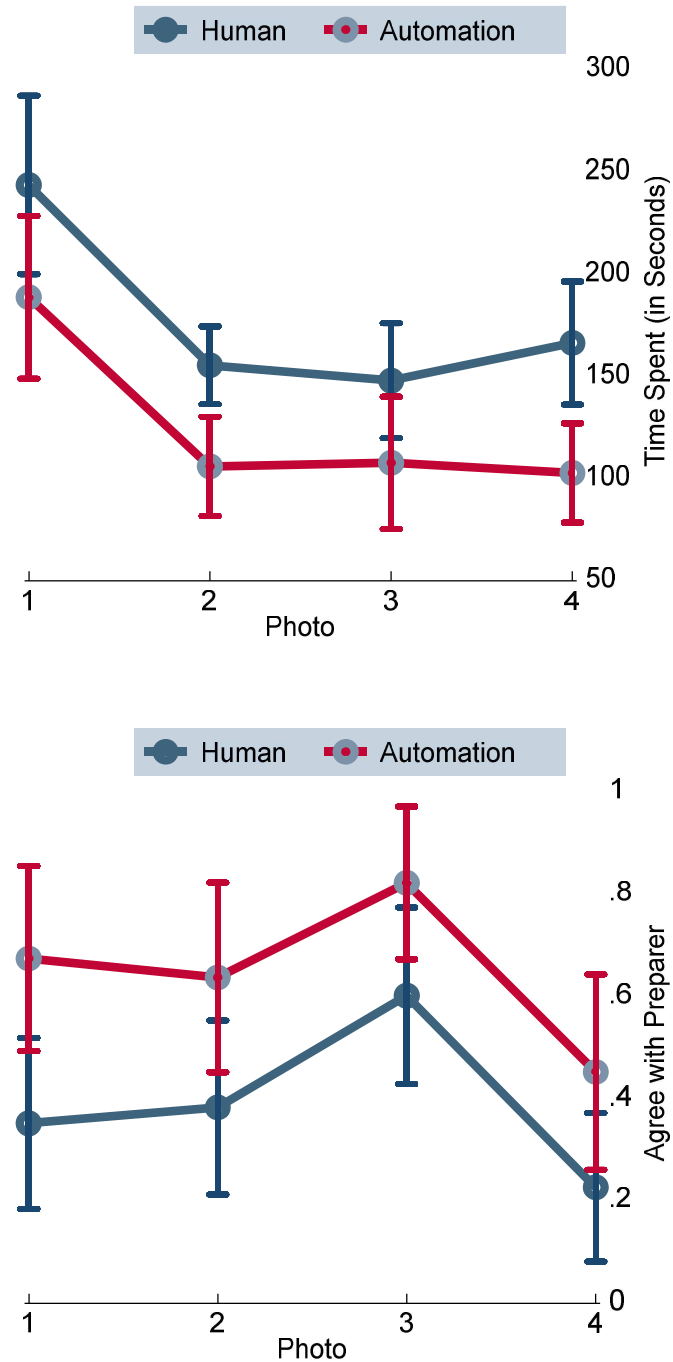 Human Automation
300
250
200
150
100
50
Time Spent (in Seconds)
1 2 3 4
Photo
Human Automation
1
.8
.6
.4
.2
0
Agree with Preparer
1 2 3 4
Photo